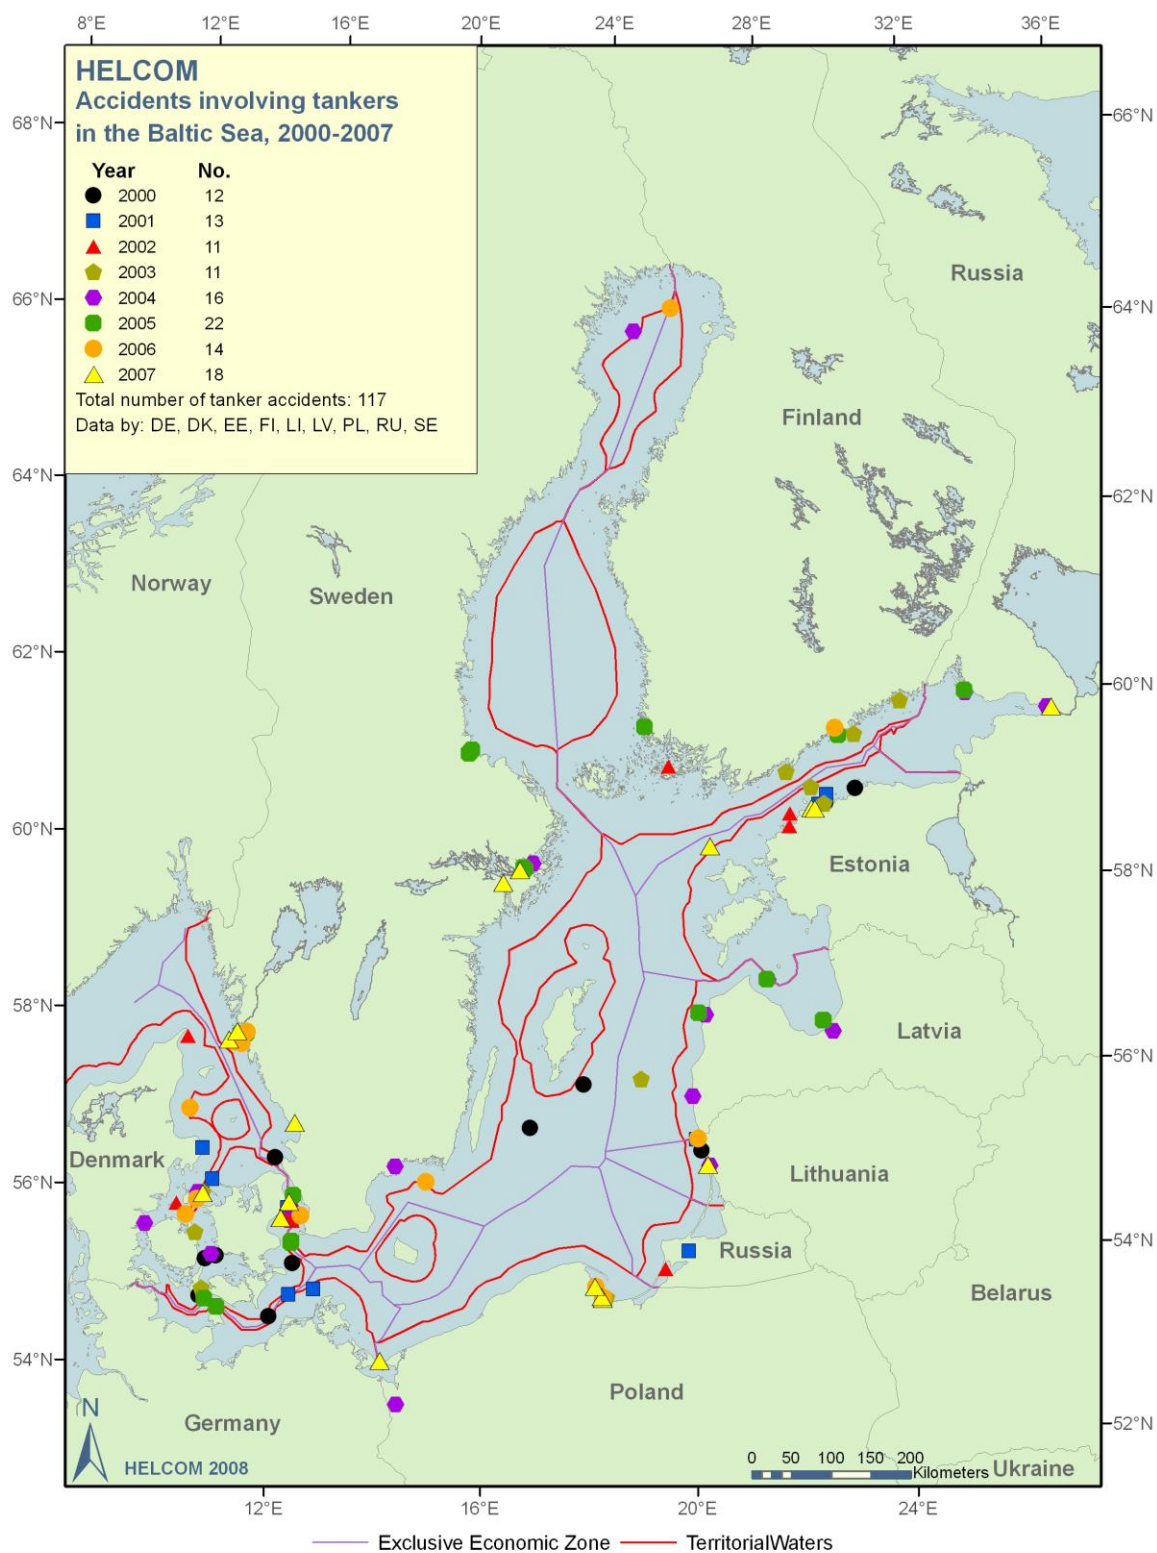 8°E 12°E 16°E 20°E 24°E 28°E 32°E 36°E
HELCOM
Accidents involving tankers
in the Baltic Sea, 2000-2007
Year No.
2000 12
2001 13
2002 11
2003 11
2004 16
2005 22
2006 14
2007 18
Total number of tanker accidents: 117
Data by: DE, DK, EE, FI, LI, LV, PL, RU, SE
68°N
66°N
64°N
62°N
60°N
58°N
56°N
54°N
66°N
64°N
62°N
60°N
58°N
56°N
54°N
52°N
Russia
Finland
Norway
Sweden
Estonia
Latvia
Denmark
Lithuania
Russia
Belarus
Poland
Germany
Ukraine
N
HELCOM 2008
0 50 100 150 200
Kilometers
12°E 16°E 20°E 24°E
Exclusive Economic Zone TerritorialWaters